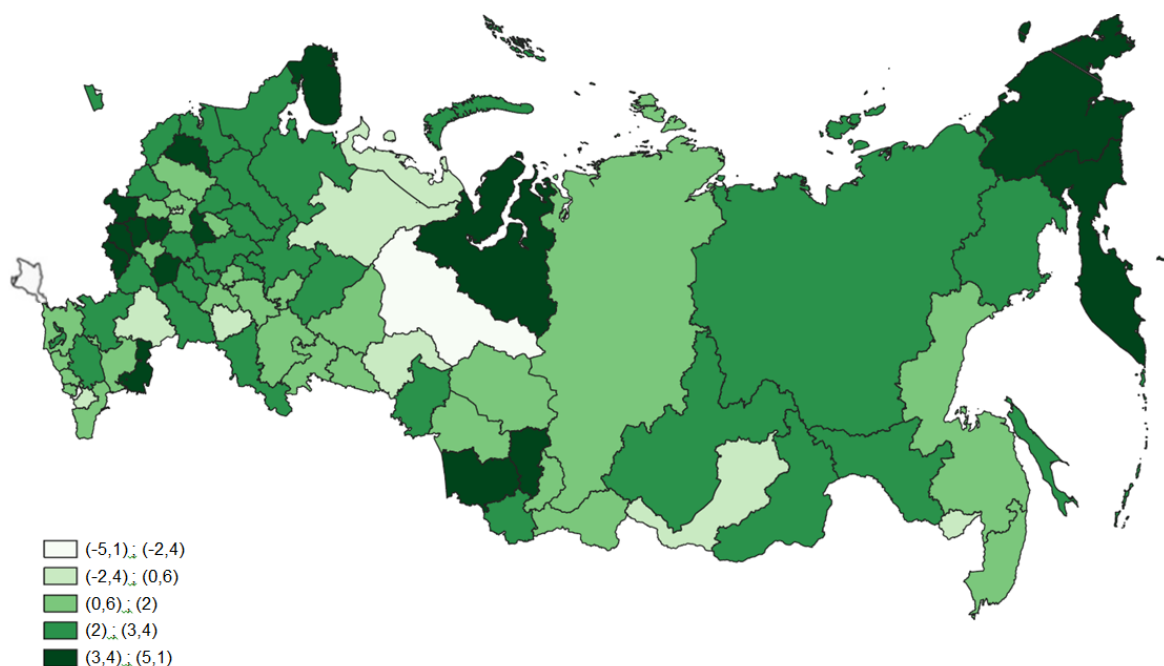 (-5,1) ; (-2,4)
(-2,4) ; (0,6)
(0,6) ; (2)
(2) ; (3,4)
(3,4) ; (5,1)